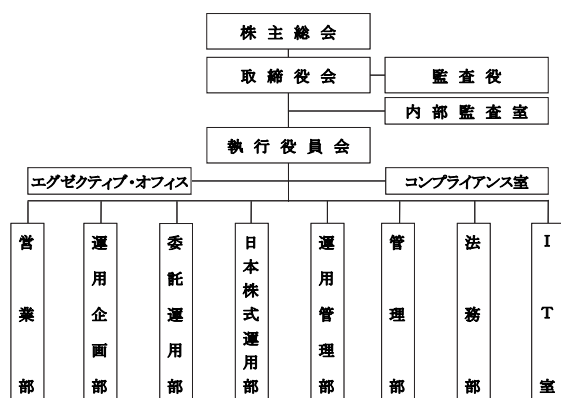 株主総会
取締役会
監査役
内部監査室
執行役員会
エグゼクティブ・オフィス
コンプライアンス室
営業部
運用企画部
委託運用部
日本株式運用部
運用管理部
管理部
法務部
IT室